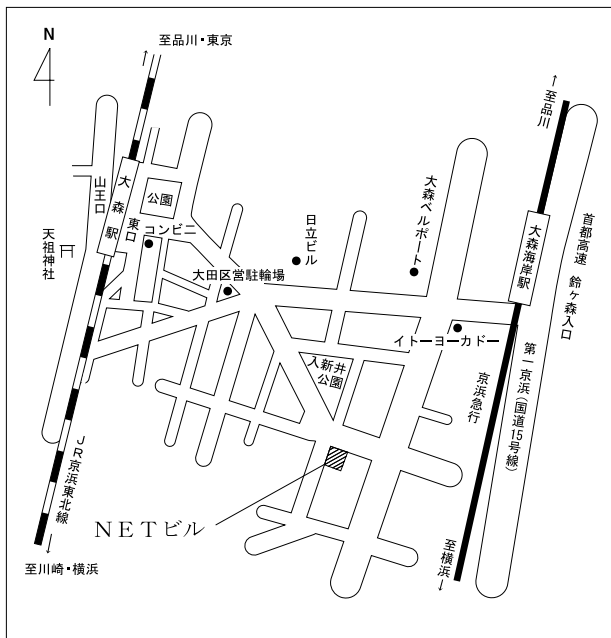 N
至品川・東京
↑至品川
山王口
大森駅
東口
公園
コンビニ
天祖神社
日立ビル
大森ベルポート
大森海岸駅
首都高速 鈴ヶ森入口
大田区営駐輪場
イトーヨーカドー
入新井
公園
第一京浜(国道15号線)
京浜急行
JR京浜東北線
NETビル
至横浜↓
至川崎・横浜